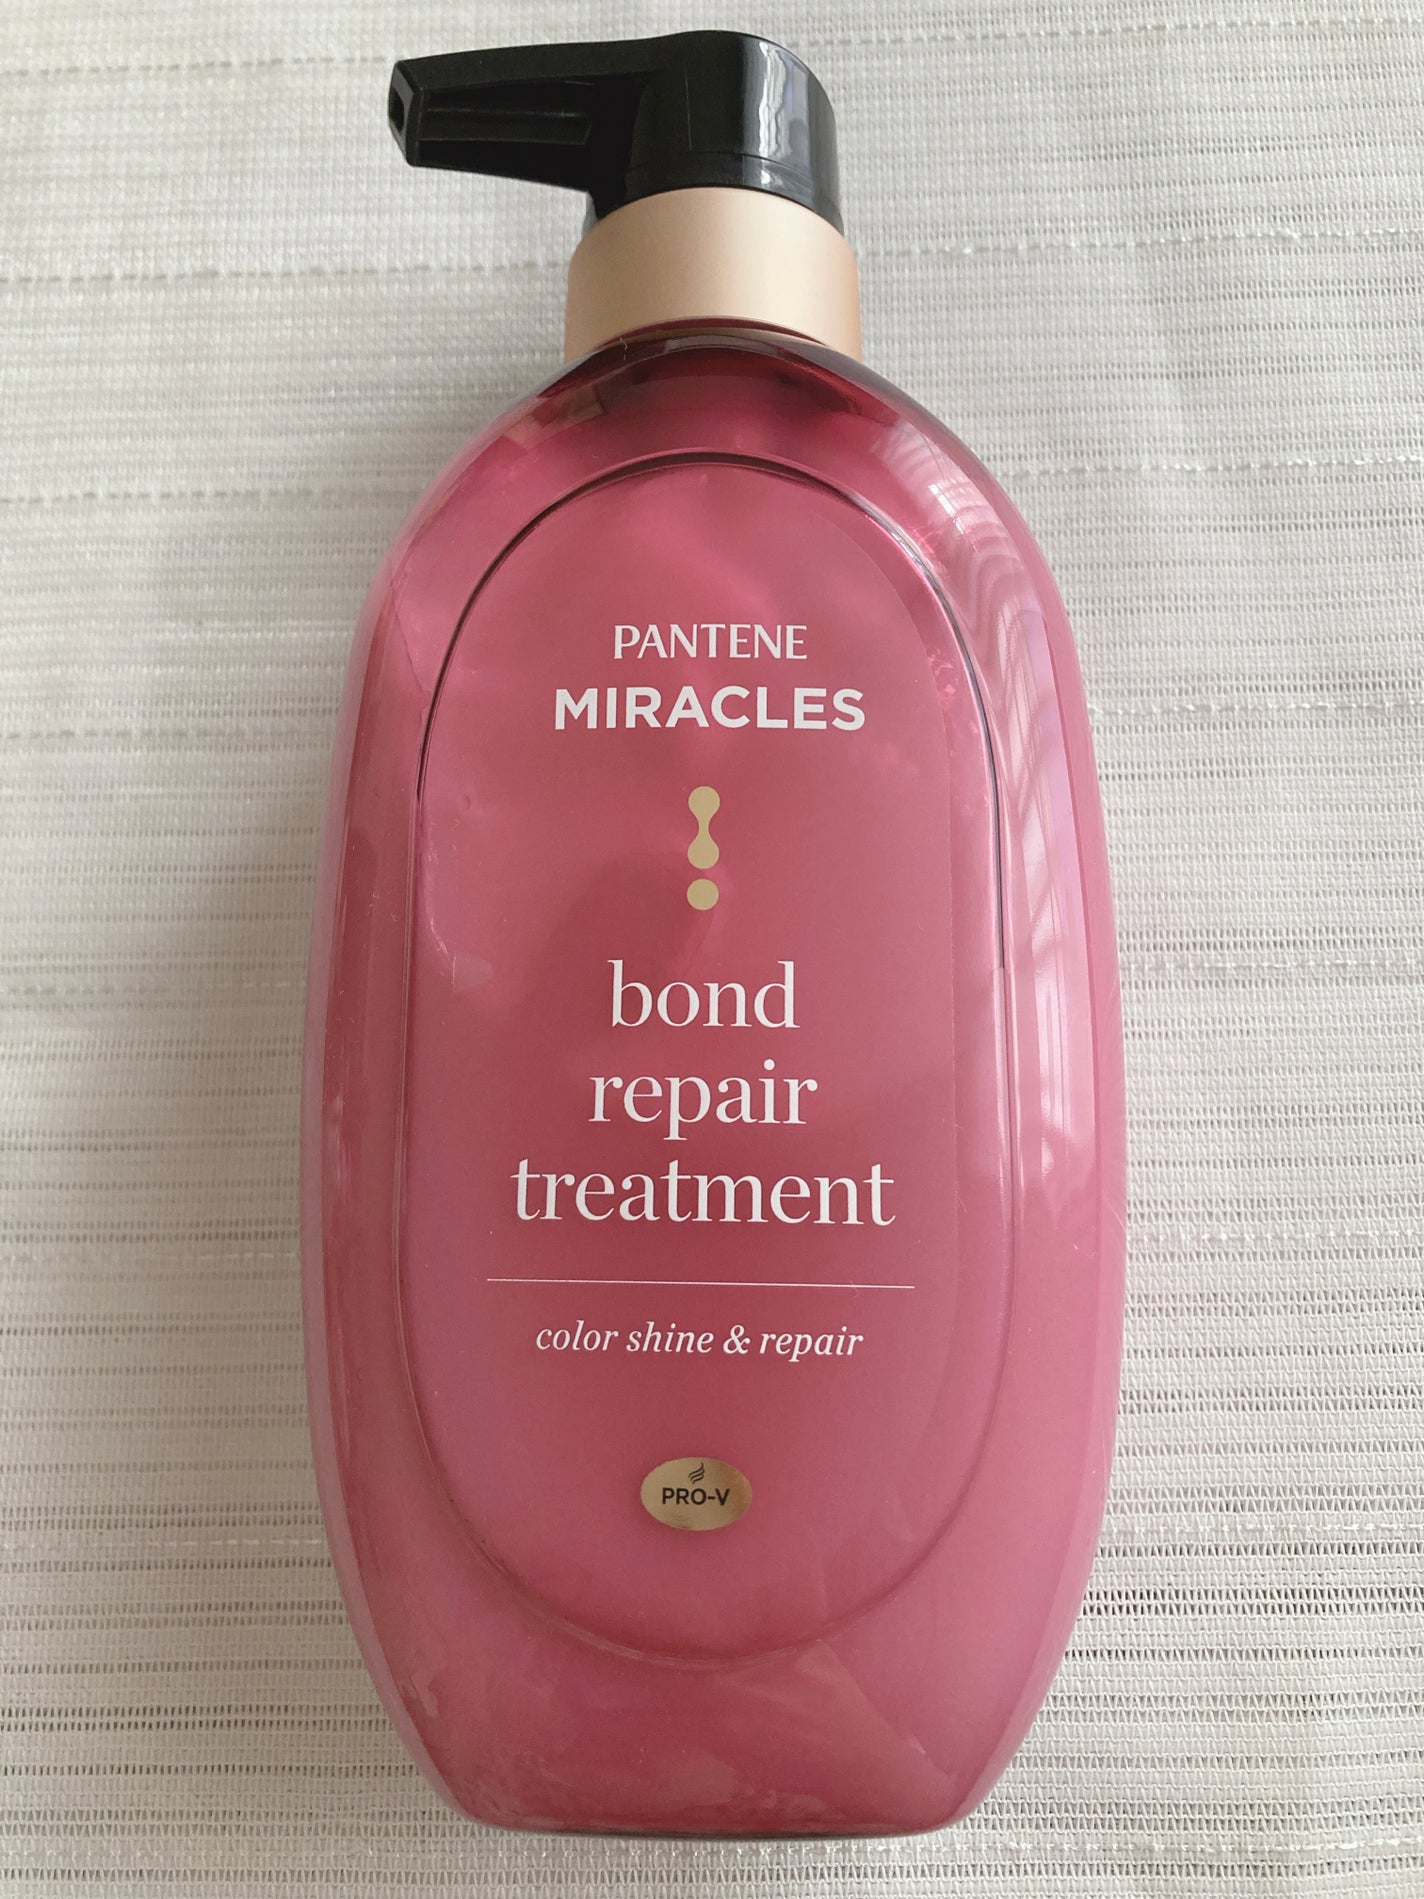 PANTENE
MIRACLES
bond
repair
treatment
color shine & repair
PRO-V